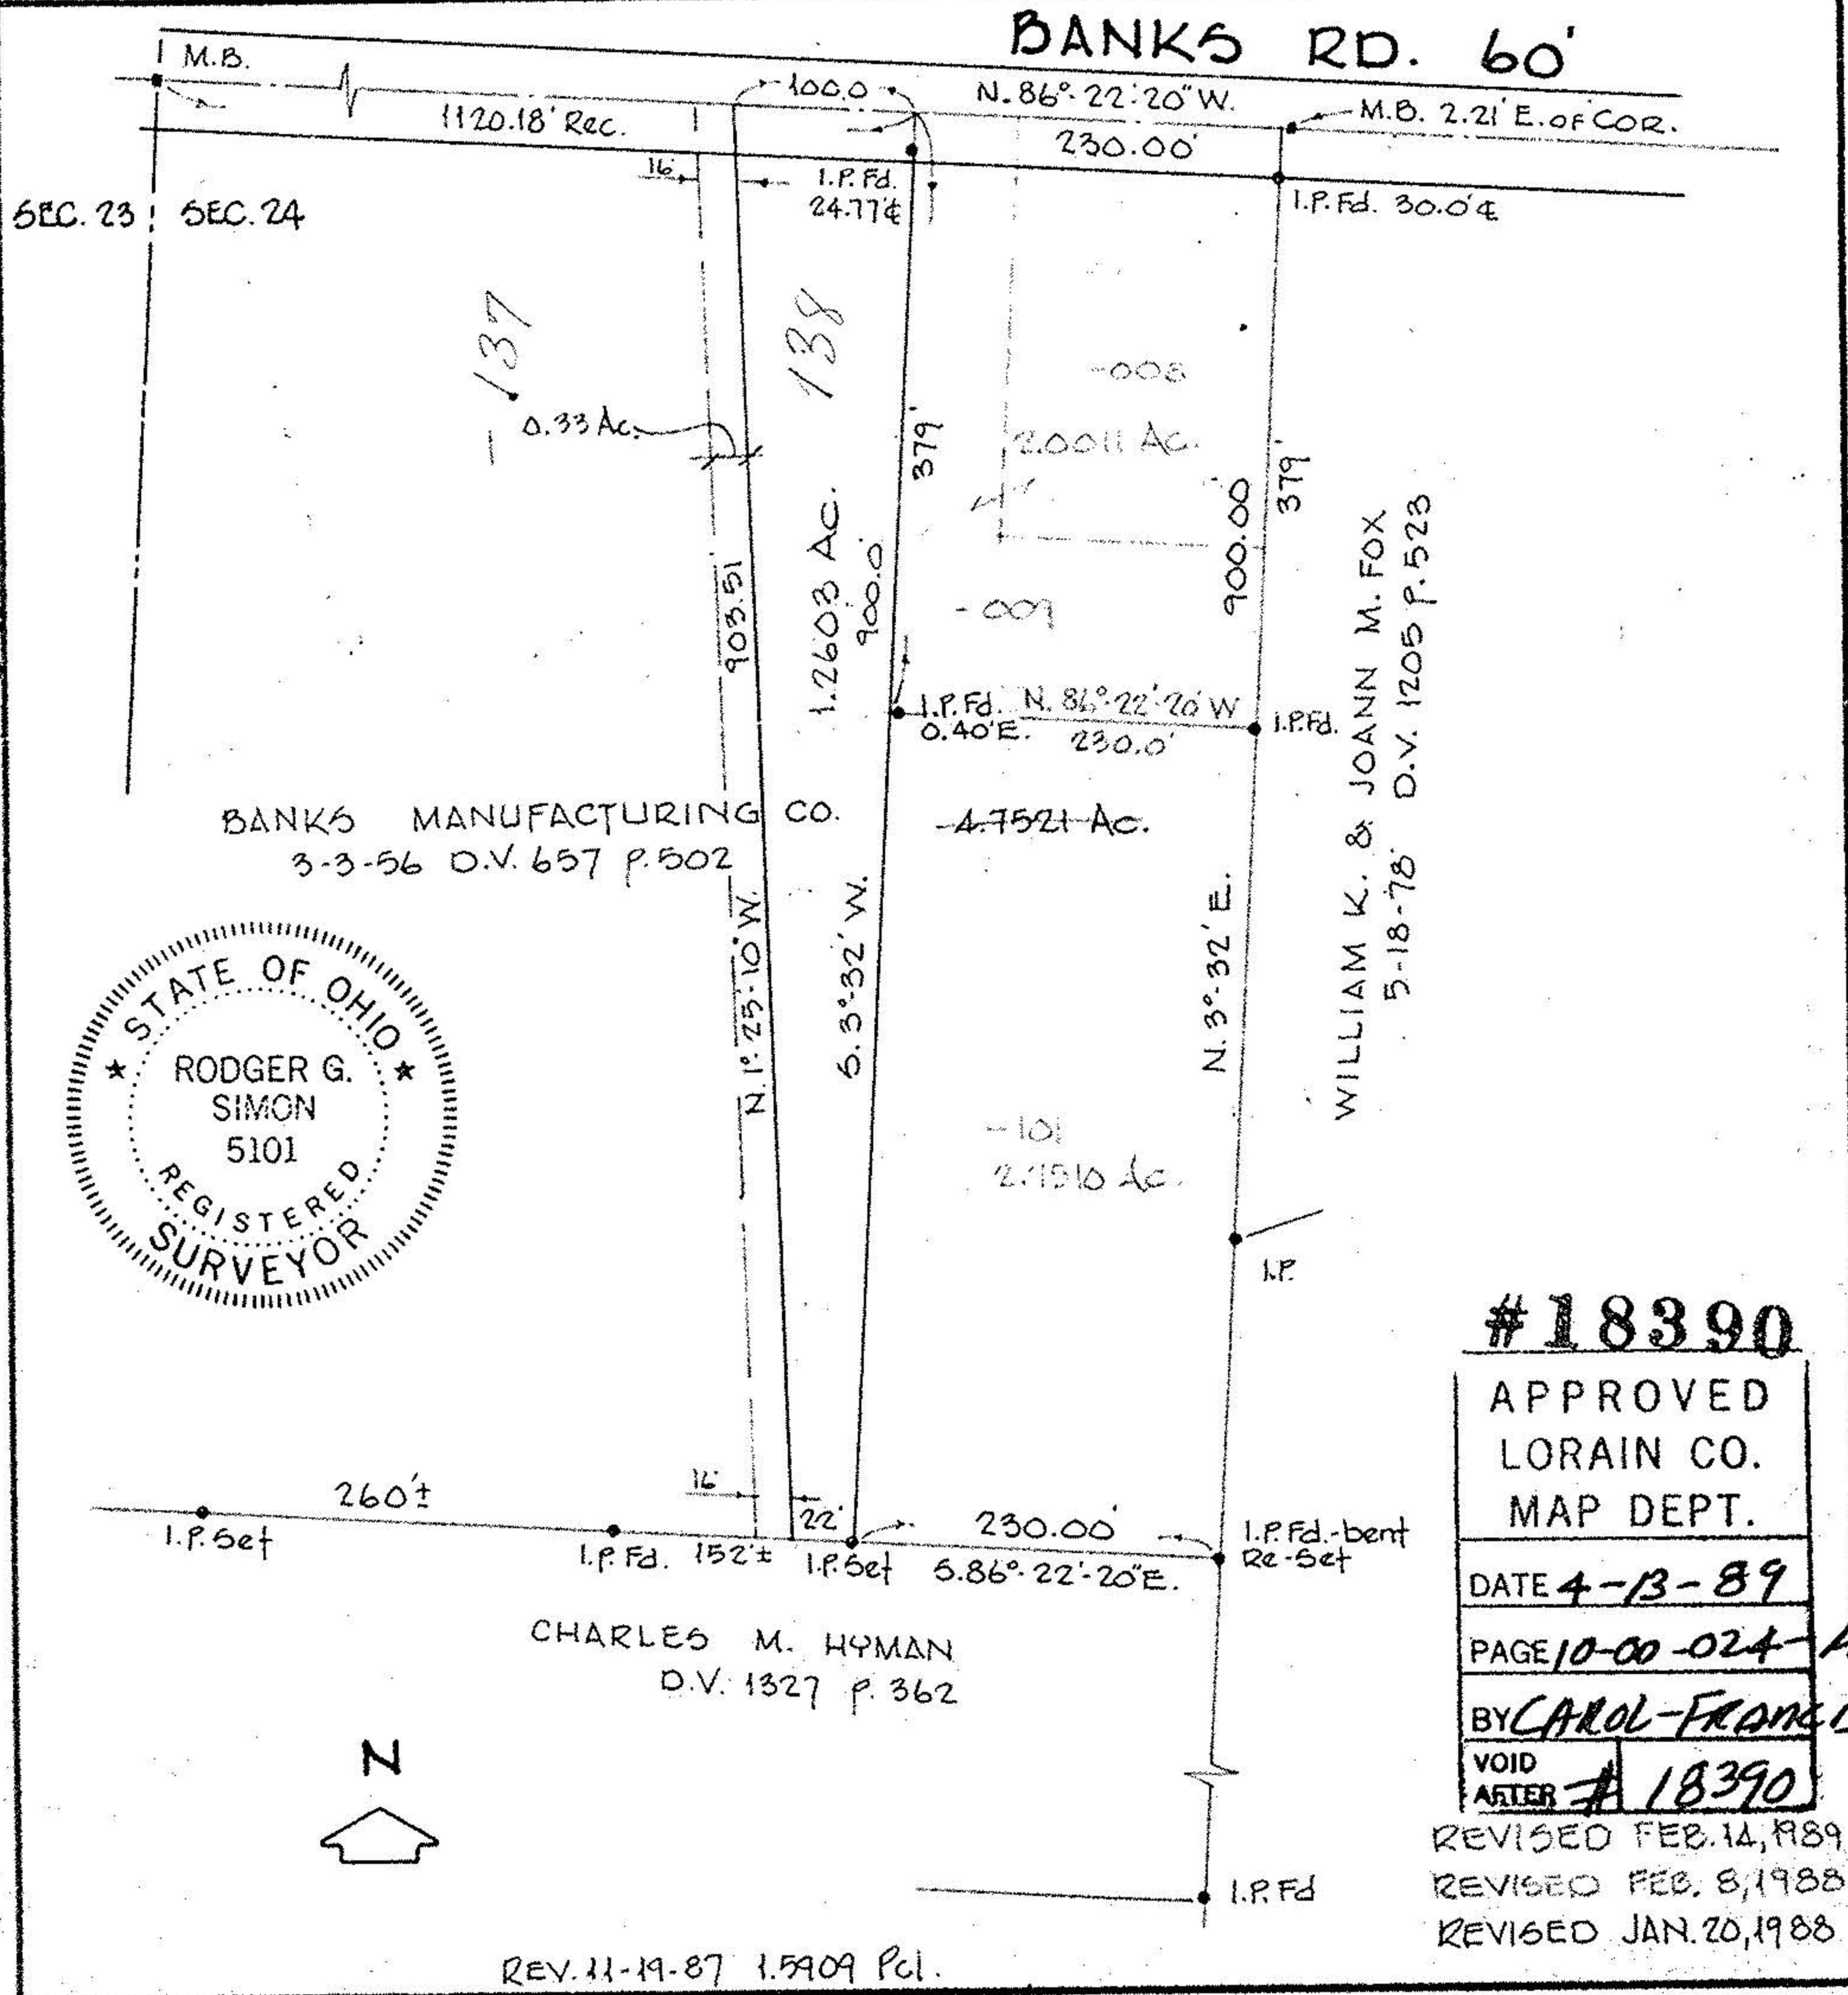 BANKS RD. 60'
M.B.
100.0
N. 86°-22'-20" W.
M.B. 2.21' E. OF COR.
1120.18' Rec.
230.00'
16'
I.P. Fd.
24.77'℄
I.P. Fd. 30.0'℄
SEC. 23
SEC. 24
-137
138
-008
0.33 Ac.
379'
2.0011 Ac.
379'
900.00
903.51
1.2603 Ac.
900.0'
-009
WILLIAM K. & JOANN M. FOX
5-18-78 D.V. 1205 P. 523
I.P. Fd.
0.40'E.
N. 86°-22'-20" W
230.0'
I.P. Fd.
BANKS MANUFACTURING CO.
3-3-56 D.V. 657 P. 502
4.7521 Ac.
N. 1°-25'-10" W.
S. 3°-32' W.
N. 3°-32' E.
STATE OF OHIO
RODGER G.
SIMON
5101
REGISTERED
SURVEYOR
-101
I.P.
#18390
APPROVED
LORAIN CO.
MAP DEPT.
DATE 4-13-89
PAGE 10-00-024-A
BY CAROL-FRANCIS
VOID
AFTER # 18390
260'±
16'
22'
230.00'
I.P. Set
I.P. Fd.
152'±
I.P. Set
S. 86°-22'-20" E.
I.P. Fd.-bent
Re-Set
CHARLES M. HYMAN
D.V. 1327 P. 362
N
I.P. Fd
REVISED FEB. 14, 1989
REVISED FEB. 8, 1988
REVISED JAN. 20, 1988
REV. 11-19-87 1.5909 Pcl.